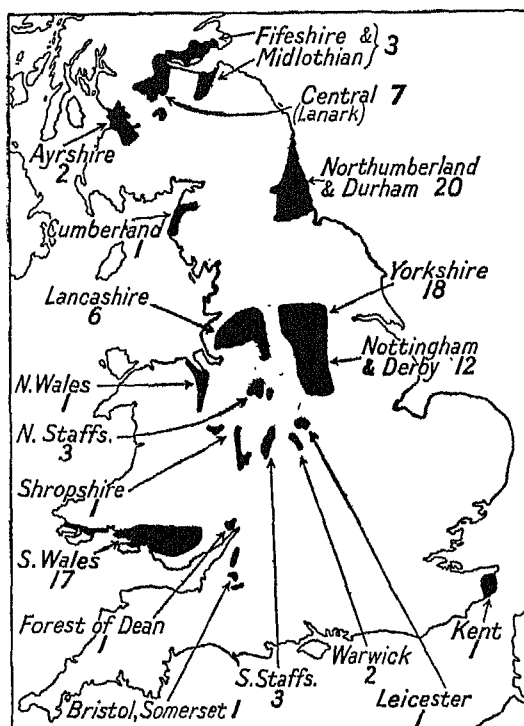 Fifeshire &
Midlothian } 3
Central 7
(Lanark)
Ayrshire
2
Northumberland
& Durham 20
Cumberland
1
Yorkshire
18
Lancashire
6
Nottingham
& Derby 12
N. Wales
1
N. Staffs.
3
Shropshire
1
S. Wales
17
Forest of Dean
1
Kent
1
Warwick
2
S. Staffs.
3
Leicester
1
Bristol, Somerset 1